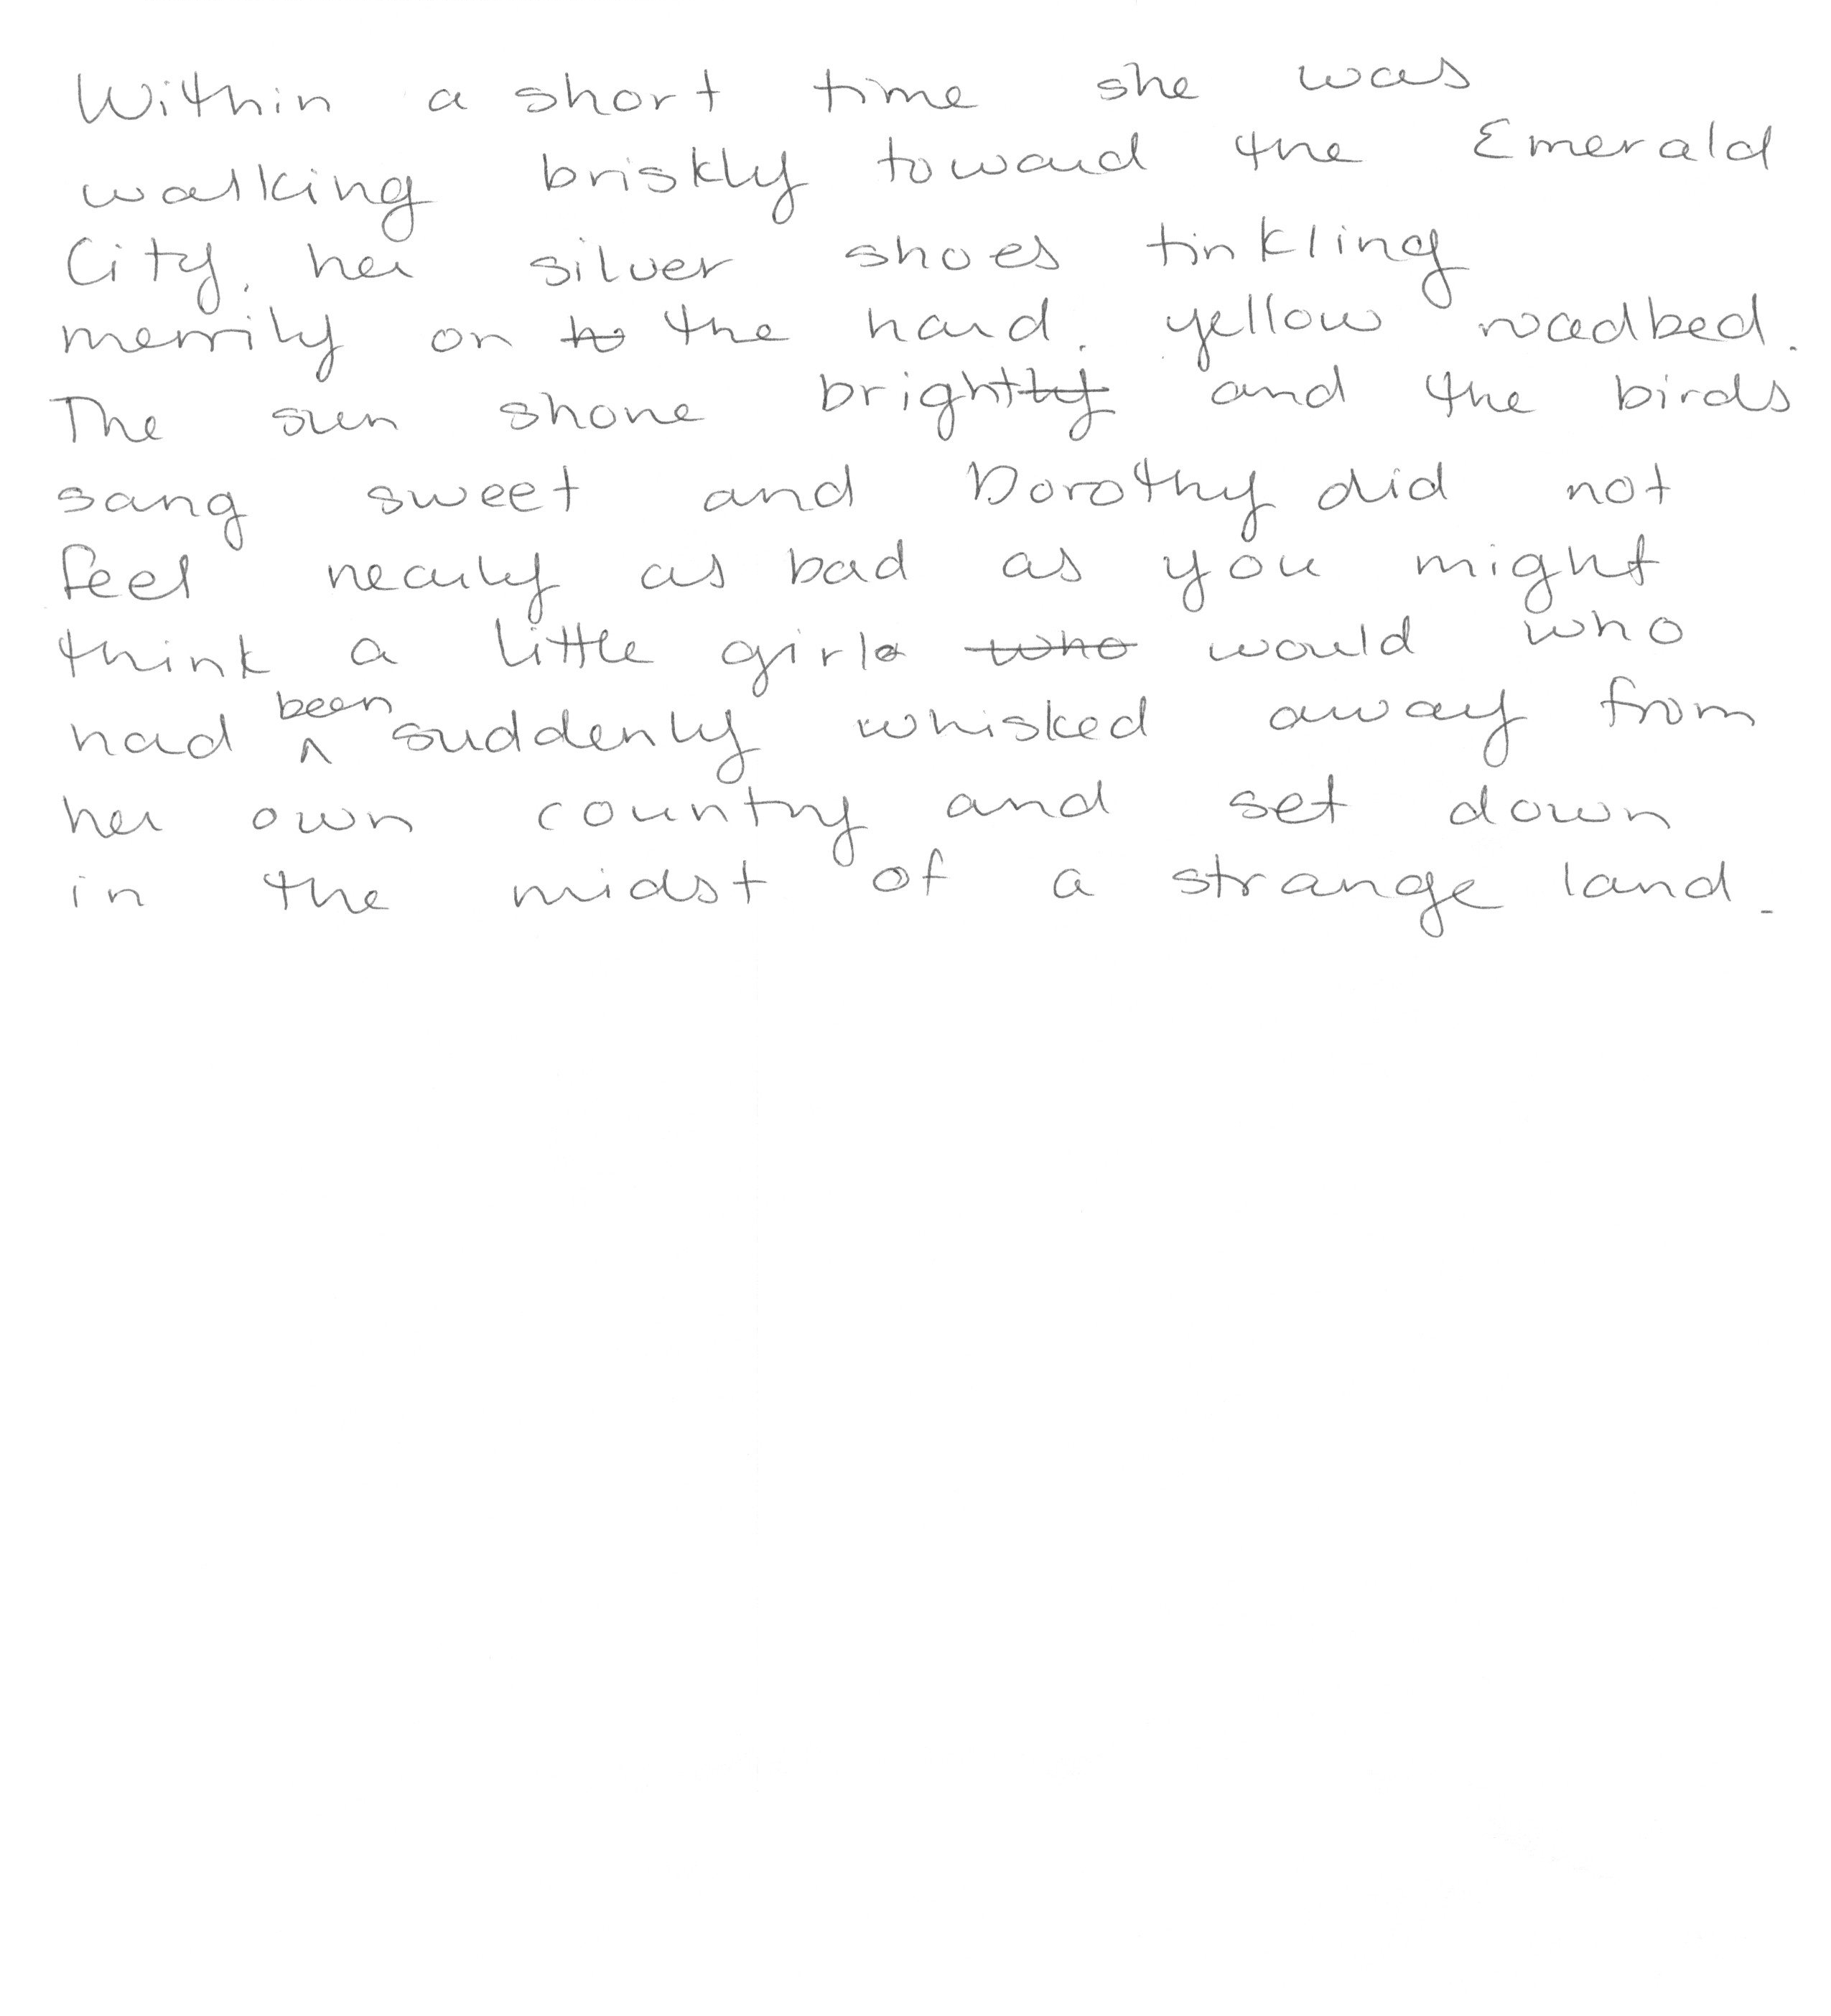 Within a short time she was
walking briskly toward the Emerald
City, her silver shoes tinkling
merrily on the hard, yellow roadbed.
The sun shone bright and the birds
sang sweet and Dorothy did not
feel nearly as bad as you might
think a little girl who would who
had been suddenly whisked away from
her own country and set down
in the midst of a strange land.